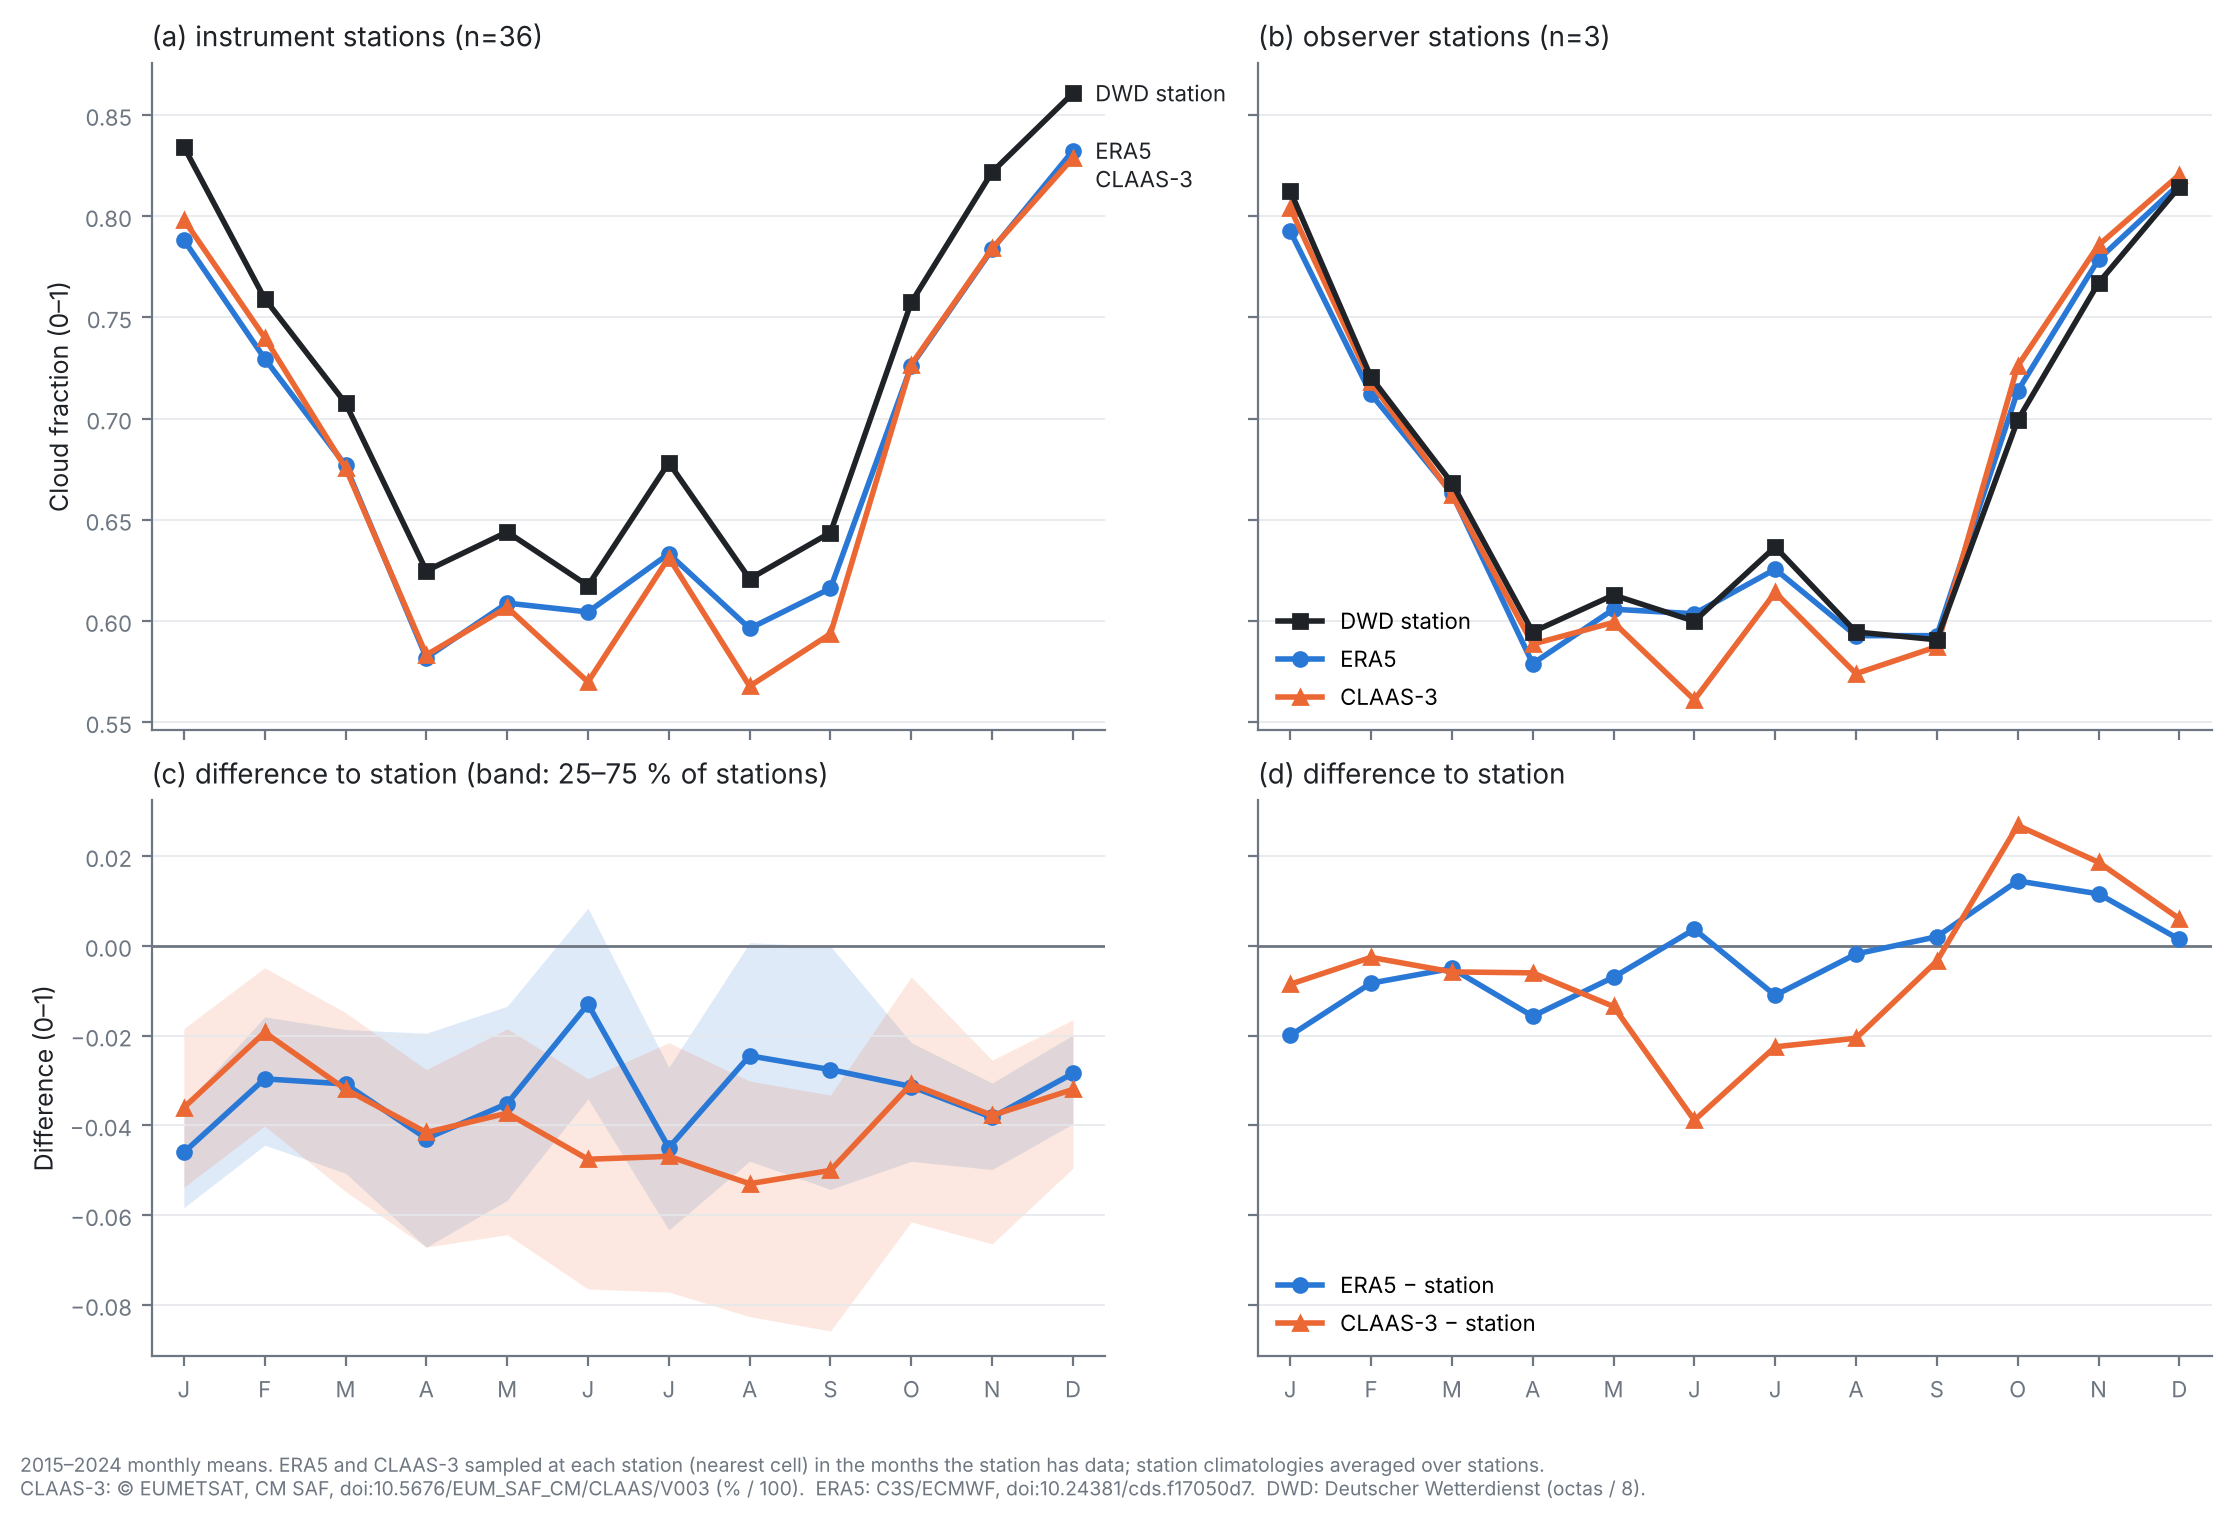 (a) instrument stations (n=36)
(b) observer stations (n=3)
Cloud fraction (0–1)
0.85
0.80
0.75
0.70
0.65
0.60
0.55
DWD station
ERA5
CLAAS-3
DWD station
ERA5
CLAAS-3
(c) difference to station (band: 25–75 % of stations)
(d) difference to station
Difference (0–1)
0.02
0.00
−0.02
−0.04
−0.06
−0.08
ERA5 − station
CLAAS-3 − station
J F M A M J J A S O N D
J F M A M J J A S O N D
2015–2024 monthly means. ERA5 and CLAAS-3 sampled at each station (nearest cell) in the months the station has data; station climatologies averaged over stations.
CLAAS-3: © EUMETSAT, CM SAF, doi:10.5676/EUM_SAF_CM/CLAAS/V003 (% / 100).  ERA5: C3S/ECMWF, doi:10.24381/cds.f17050d7.  DWD: Deutscher Wetterdienst (octas / 8).